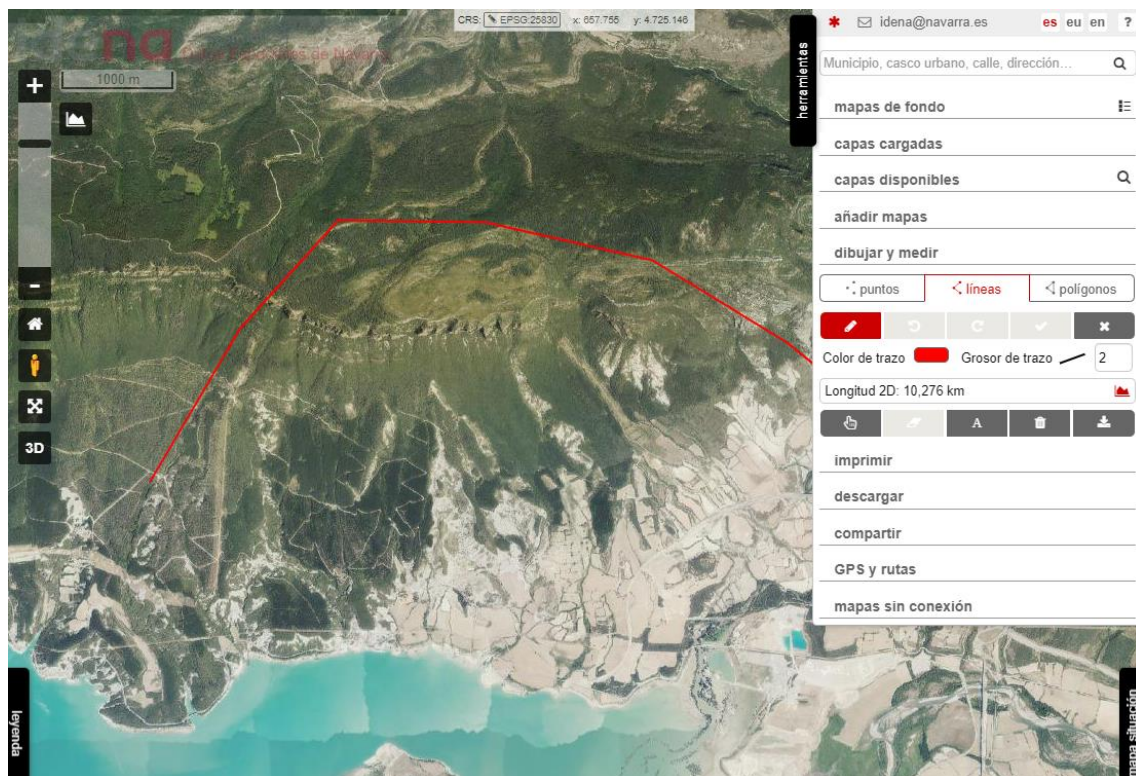 CRS: EPSG:25830 x: 657.755 y: 4.725.146
na
de Navarra
1000 m
+
-
3D
leyenda
herramientas
idena@navarra.es es eu en ?
Municipio, casco urbano, calle, dirección...
mapas de fondo
capas cargadas
capas disponibles
añadir mapas
dibujar y medir
puntos líneas polígonos
Color de trazo Grosor de trazo 2
Longitud 2D: 10,276 km
A
imprimir
descargar
compartir
GPS y rutas
mapas sin conexión
mapa situación